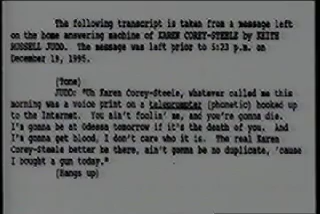 The following transcript is taken from a message left
on the home answering machine of KAREN COREY-STEELE by KEITH
RUSSELL JUDD. The message was left prior to 5:23 p.m. on
December 19, 1995.
(Tone)
JUDD: "Uh Karen Corey-Steele, whatever called me this
morning was a voice print on a telecomputer (phonetic) hooked up
to the Internet. You ain't foolin' me, and you're gonna die.
I'm gonna be at Odessa tomorrow if it's the death of you. And
I'm gonna get blood, I don't care who it is. The real Karen
Corey-Steele better be there, ain't gonna be no duplicate, 'cause
I bought a gun today."
(Hangs up)